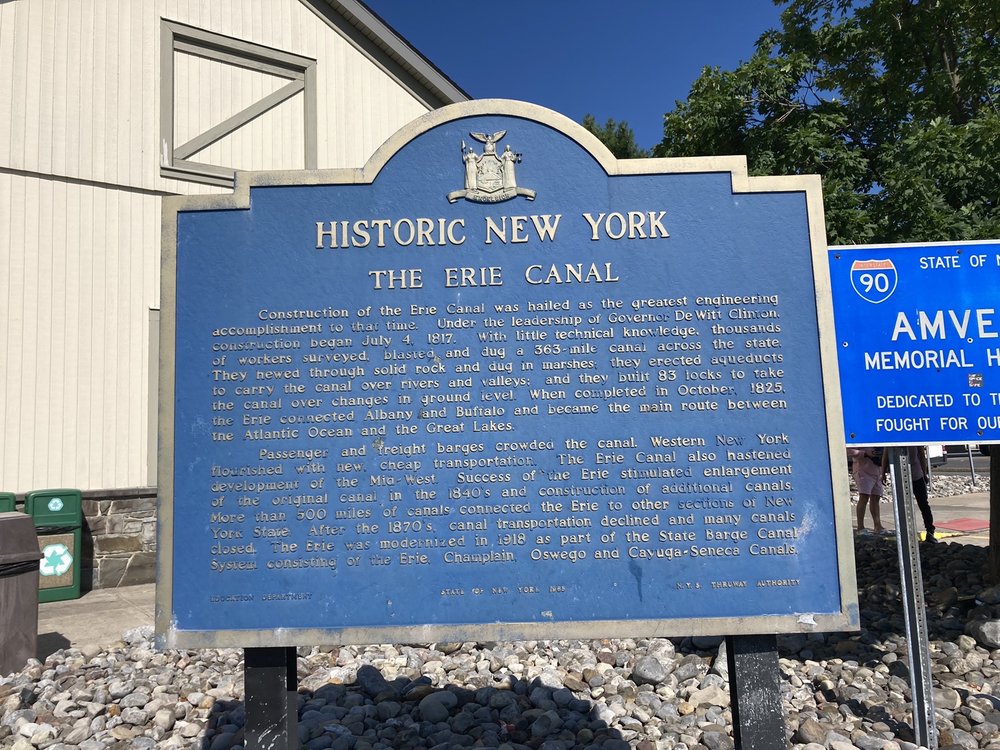 HISTORIC NEW YORK
THE ERIE CANAL
Construction of the Erie Canal was hailed as the greatest engineering
accomplishment to that time. Under the leadership of Governor DeWitt Clinton,
construction began July 4, 1817. With little technical knowledge, thousands
of workers surveyed, blasted and dug a 363-mile canal across the state.
They hewed through solid rock and dug in marshes; they erected aqueducts
to carry the canal over rivers and valleys; and they built 83 locks to take
the canal over changes in ground level. When completed in October, 1825,
the Erie connected Albany and Buffalo and became the main route between
the Atlantic Ocean and the Great Lakes.
Passenger and freight barges crowded the canal. Western New York
flourished with new, cheap transportation. The Erie Canal also hastened
development of the Mid-West. Success of the Erie stimulated enlargement
of the original canal in the 1840's and construction of additional canals.
More than 500 miles of canals connected the Erie to other sections of New
York State. After the 1870's, canal transportation declined and many canals
closed. The Erie was modernized in 1918 as part of the State Barge Canal
System consisting of the Erie, Champlain, Oswego and Cayuga-Seneca Canals.
EDUCATION DEPARTMENT
STATE OF NEW YORK 1965
N.Y.S. THRUWAY AUTHORITY
90
STATE OF N
AMVE
MEMORIAL H
DEDICATED TO T
FOUGHT FOR OU